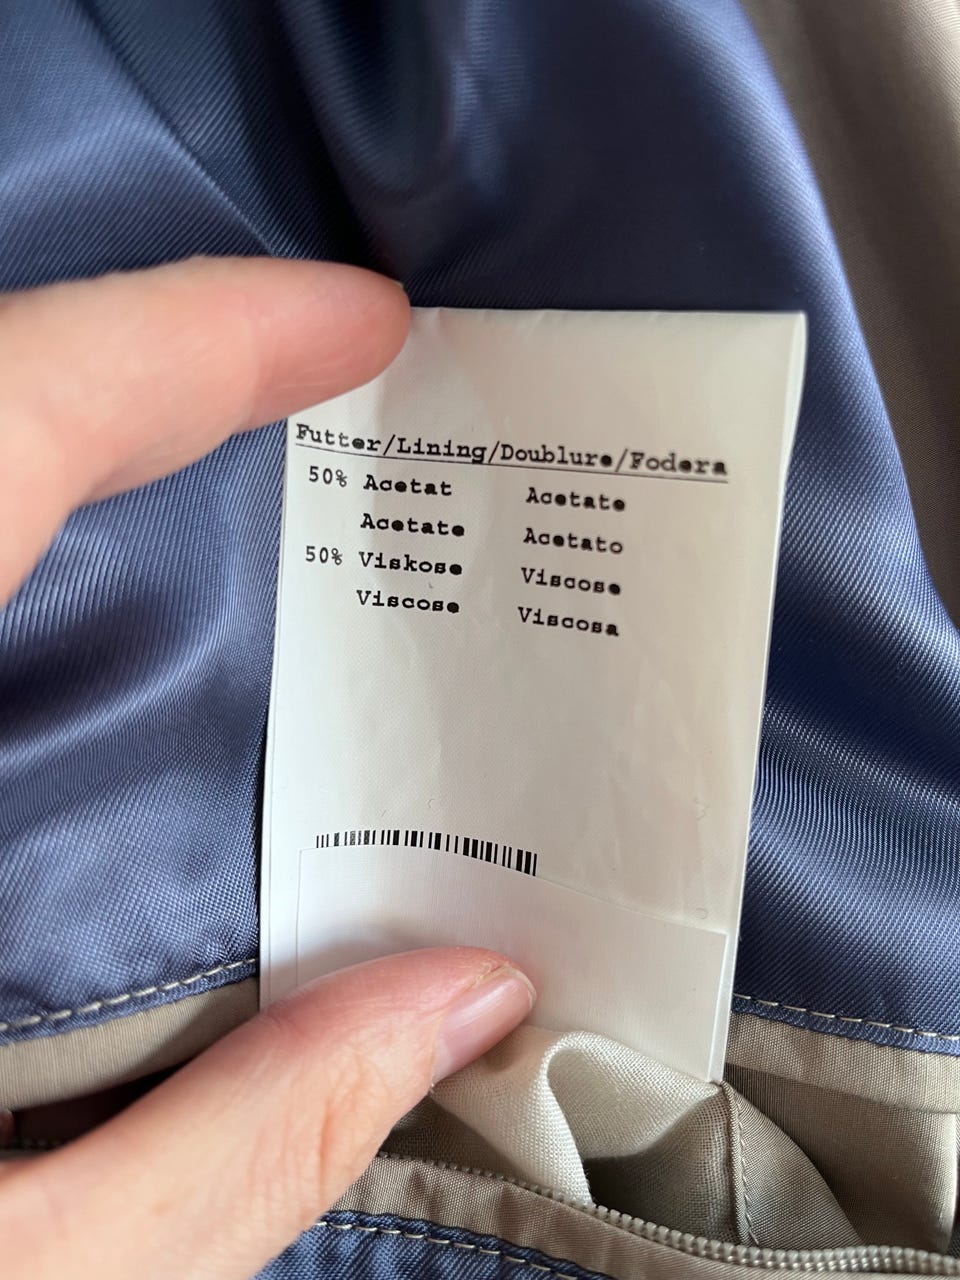 Futter/Lining/Doublure/Fodera
50% Acetat Acetate
Acetate Acetato
50% Viskose Viscose
Viscose Viscosa